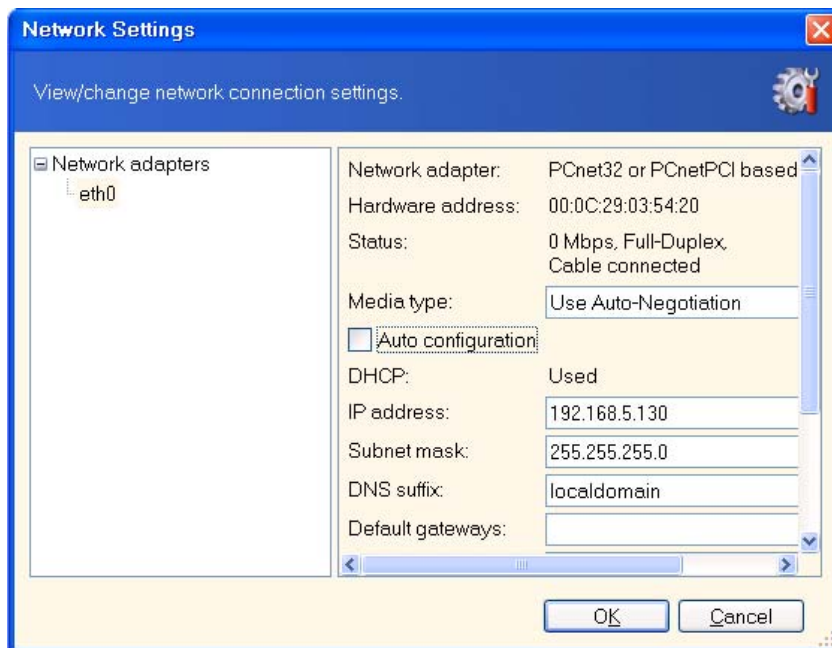 Network Settings
View/change network connection settings.
Network adapters
eth0
Network adapter: PCnet32 or PCnetPCI based
Hardware address: 00:0C:29:03:54:20
Status: 0 Mbps, Full-Duplex,
Cable connected
Media type: Use Auto-Negotiation
Auto configuration
DHCP: Used
IP address: 192.168.5.130
Subnet mask: 255.255.255.0
DNS suffix: localdomain
Default gateways:
OK Cancel